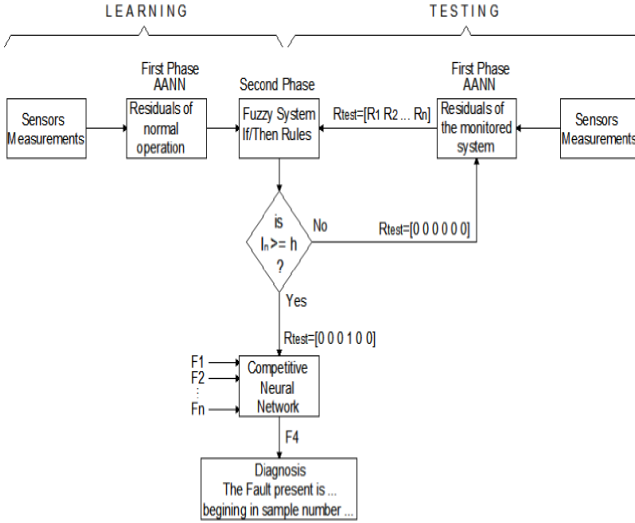 LEARNING
TESTING
First Phase
AANN
Second Phase
First Phase
AANN
Sensors
Measurements
Residuals of
normal
operation
Fuzzy System
If/Then Rules
Rtest=[R1 R2 ... Rn]
Residuals of
the monitored
system
Sensors
Measurements
is
In>= h
?
No
Rtest=[0 0 0 0 0 0]
Yes
Rtest=[0 0 0 1 0 0]
F1
F2
⋮
Fn
Competitive
Neural
Network
F4
Diagnosis
The Fault present is ...
begining in sample number ...